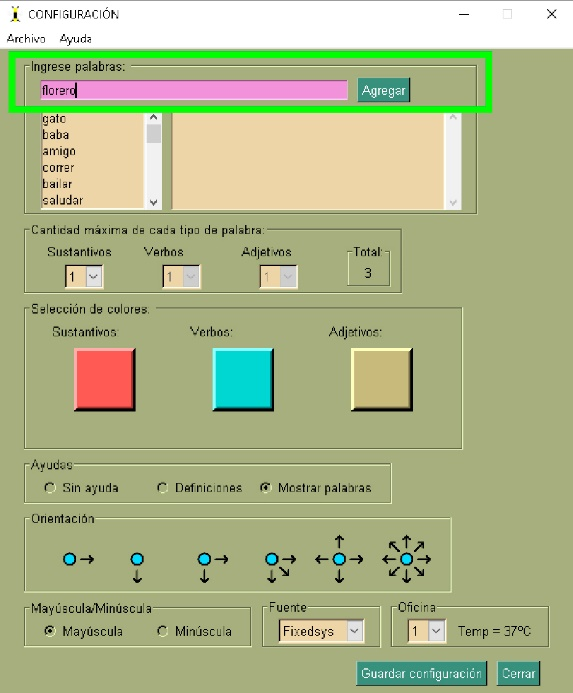 CONFIGURACIÓN
Archivo Ayuda
Ingrese palabras:
florero Agregar
gato
baba
amigo
correr
bailar
saludar
Cantidad máxima de cada tipo de palabra:
Sustantivos Verbos Adjetivos Total:
1 1 1 3
Selección de colores:
Sustantivos: Verbos: Adjetivos:
Ayudas
Sin ayuda Definiciones Mostrar palabras
Orientación
Mayúscula/Minúscula Fuente Oficina
Mayúscula Minúscula Fixedsys 1 Temp = 37ºC
Guardar configuración Cerrar